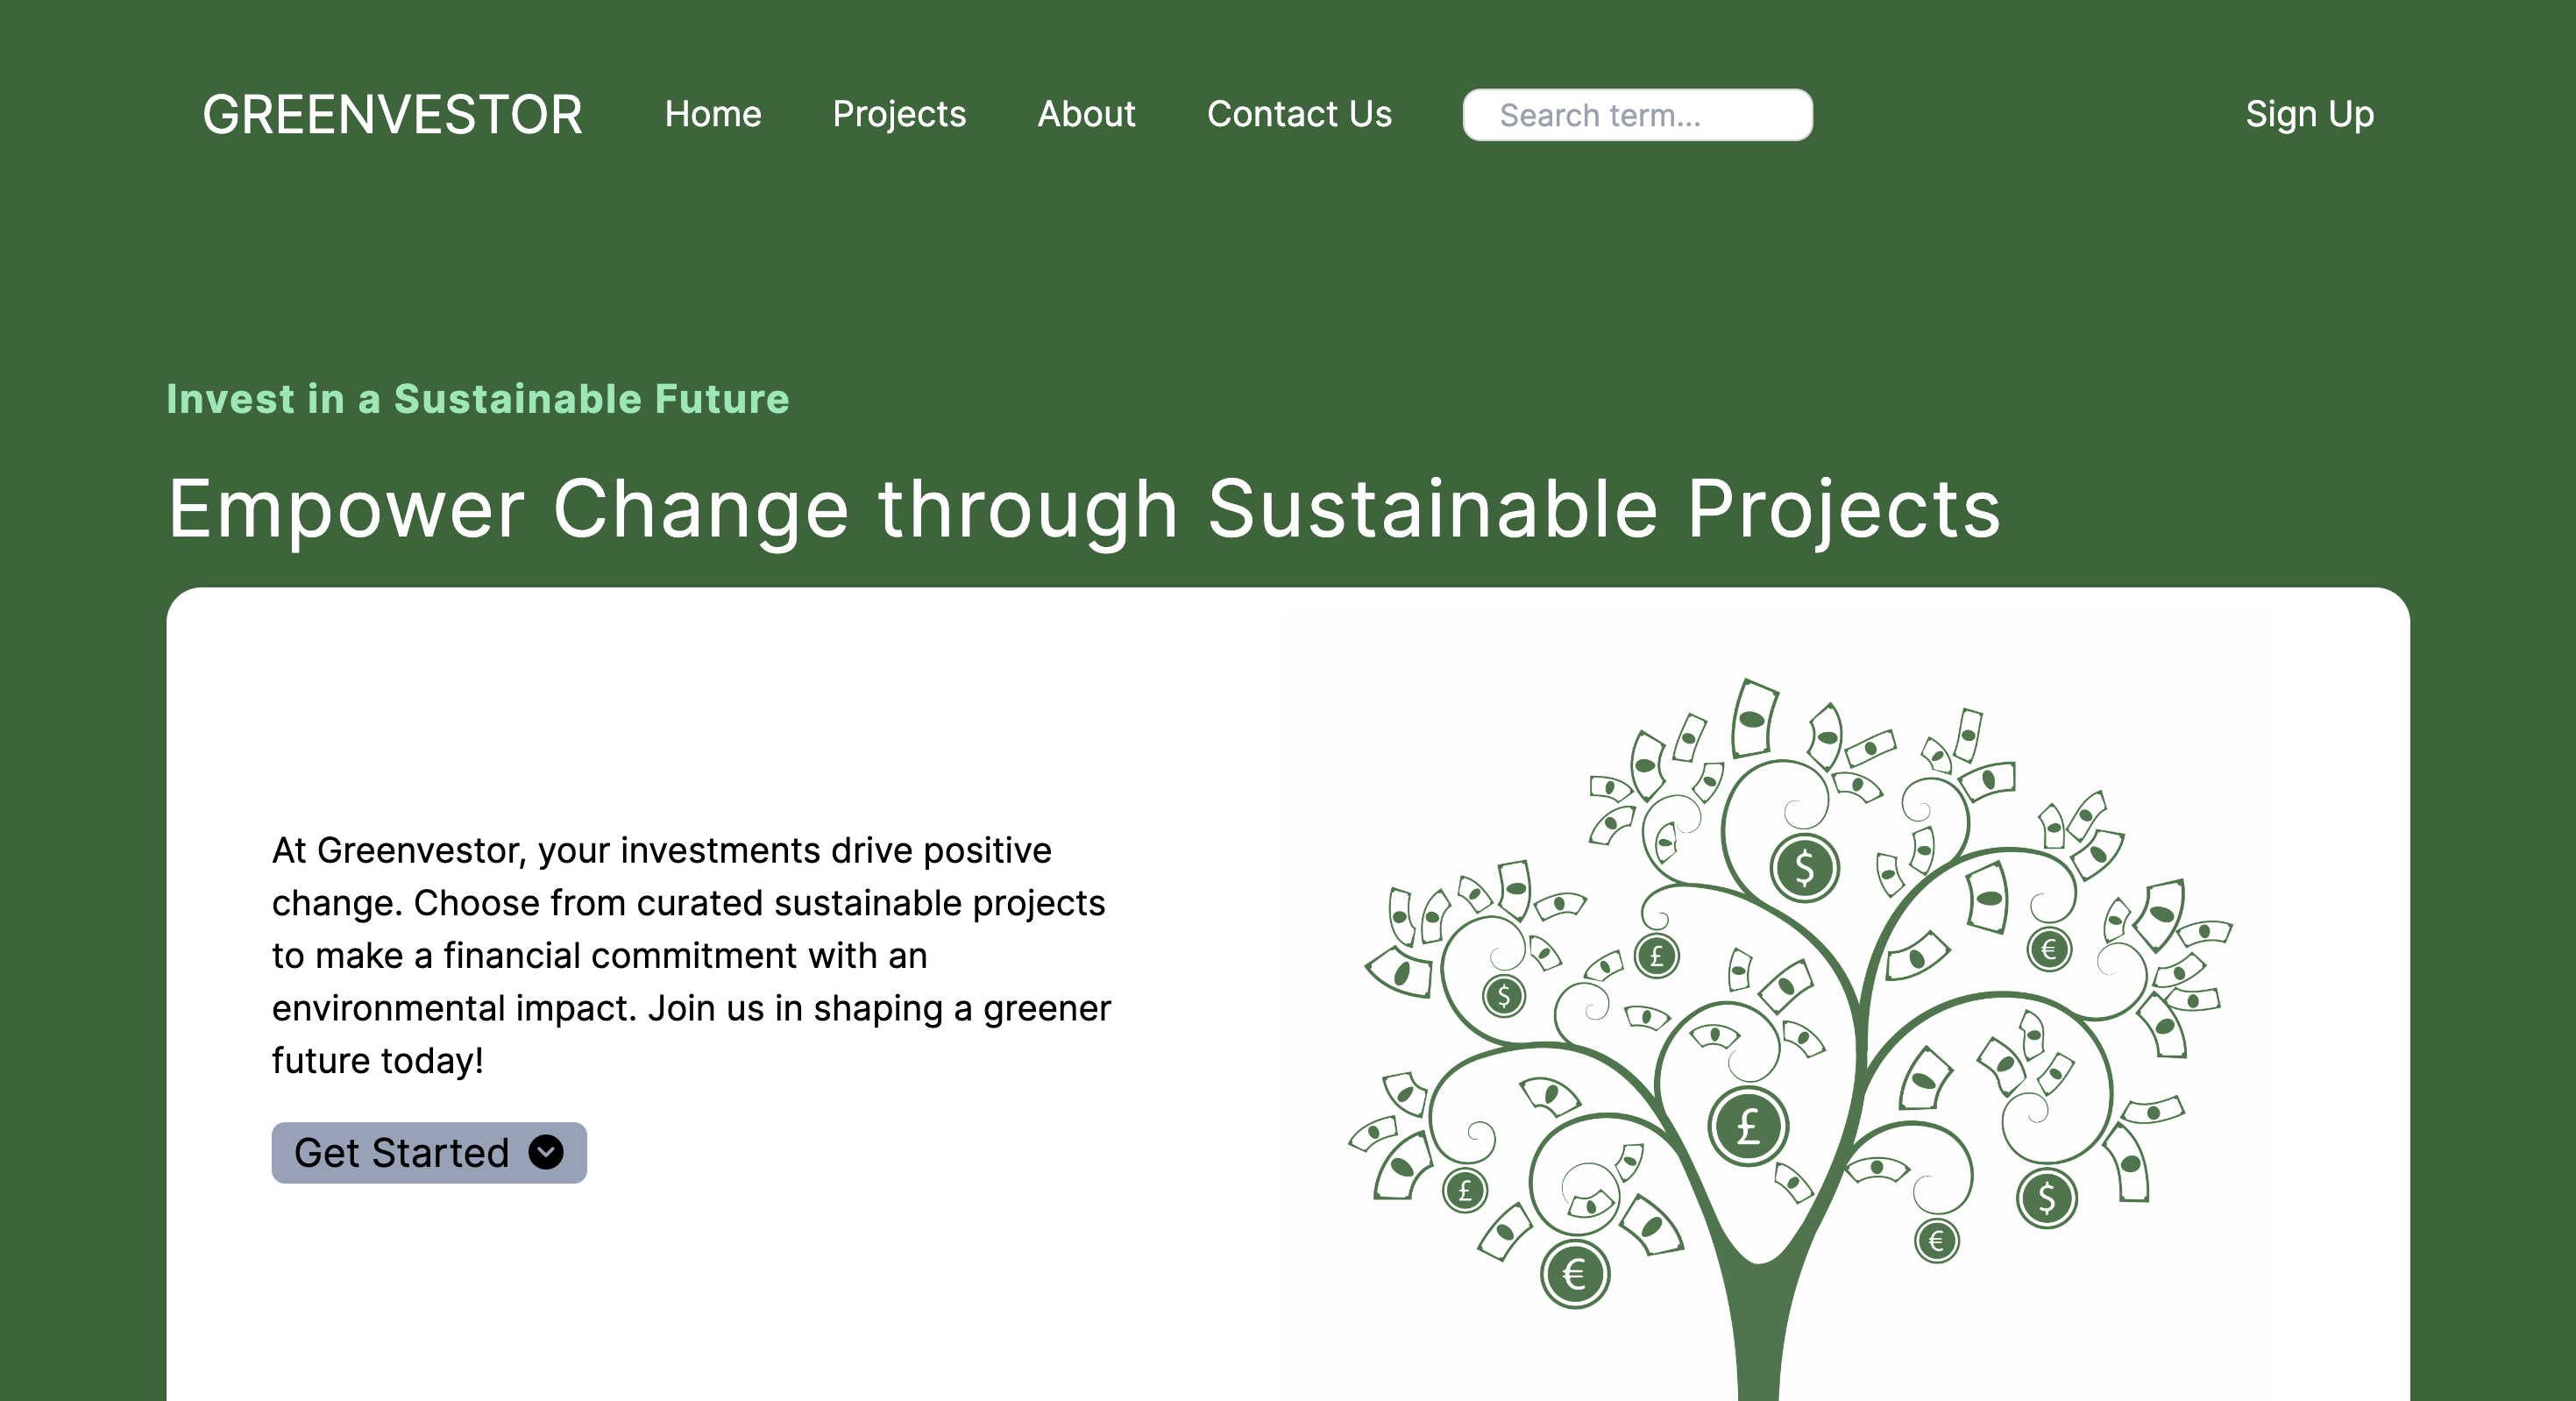 GREENVESTOR Home Projects About Contact Us Search term... Sign Up
Invest in a Sustainable Future
Empower Change through Sustainable Projects
At Greenvestor, your investments drive positive
change. Choose from curated sustainable projects
to make a financial commitment with an
environmental impact. Join us in shaping a greener
future today!
Get Started
$
£
€
$
£
£
$
€
€